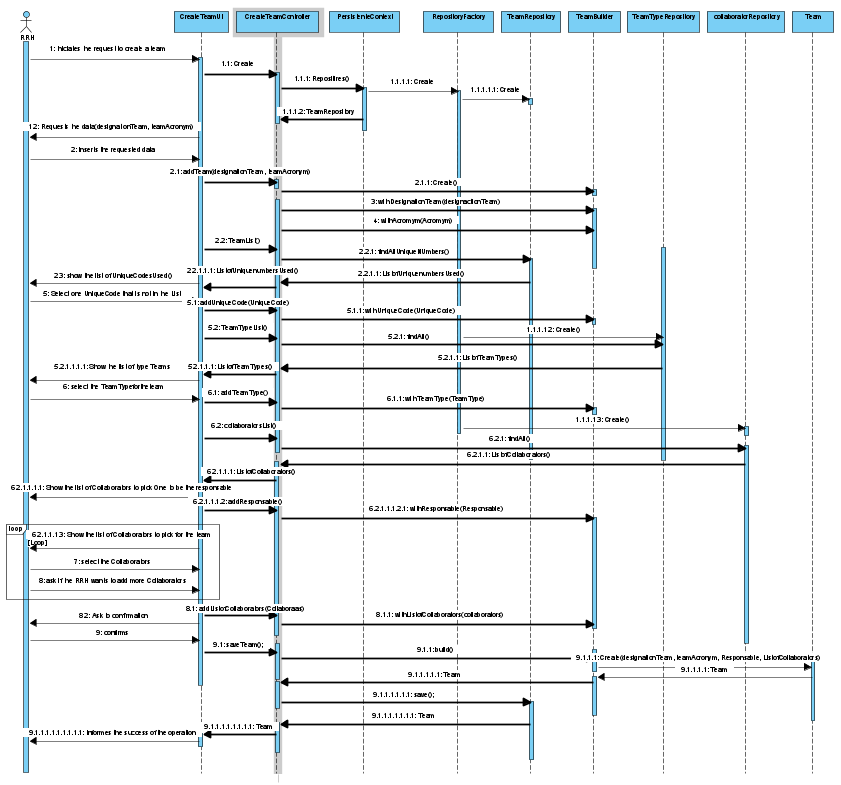 CreateTeamUI
CreateTeamController
PersistenceContext
RepositoryFactory
TeamRepository
TeamBuilder
TeamTypeRepository
collaboratorRepository
Team
RRH
1: Iniciates the request to create a team
1.1: Create
1.1.1: Repositires()
1.1.1.1: Create
1.1.1.1.1: Create
1.1.1.2: TeamRepository
1.2: Requests the data(designationTeam, teamAcronym)
2: Inserts the requested data
2.1: addTeam(designationTeam, teamAcronym)
2.1.1: Create()
3: withDesignationTeam(designactionTeam)
4: withAcromym(Acromym)
2.2: TeamList()
2.2.1: findAllUniqueNUmbers()
2.2.1.1: ListofUniquenumbersUsed()
2.2.1.1.1: ListofUniquenumbersUsed()
2.3: show the list of UniqueCodesUsed()
5: Select one UniqueCode that is not in the List
5.1: addUniqueCode(UniqueCode)
5.1.1: withUniqueCode(UniqueCode)
5.2: TeamTypeList()
1.1.1.1.2: Create()
5.2.1: findAll()
5.2.1.1: ListofTeamTypes()
5.2.1.1.1: ListofTeamTypes()
5.2.1.1.1.1: Show the list of type Teams
6: select the TeamType for the team
6.1: addTeamType()
6.1.1: withTeamType(TeamType)
1.1.1.1.3: Create()
6.2: collaboratorsList()
6.2.1: findAll()
6.2.1.1: ListofCollaborators()
6.2.1.1.1: ListofCollaborators()
6.2.1.1.1.1: Show the list of Collaborators to pick One to be the responsable
6.2.1.1.1.2: addResponsable()
6.2.1.1.1.2.1: withResponsable(Responsable)
loop
6.2.1.1.1.3: Show the list of Collaborators to pick for the team
[Loop]
7: select the Collaborators
8: ask if the RRH wants to add more Collaborators
8.1: addListofCollaborators(Collaboraas)
8.1.1: withListofCollaborators(collaborators)
8.2: Ask to confirmation
9: confirms
9.1: saveTeam();
9.1.1: build()
9.1.1.1: Create(designationTeam, teamAcronym, Responsable, ListofCollaborators)
9.1.1.1.1: Team
9.1.1.1.1.1: Team
9.1.1.1.1.1.1: save();
9.1.1.1.1.1.1.1: Team
9.1.1.1.1.1.1.1.1: Team
9.1.1.1.1.1.1.1.1.1: Informes the success of the operation